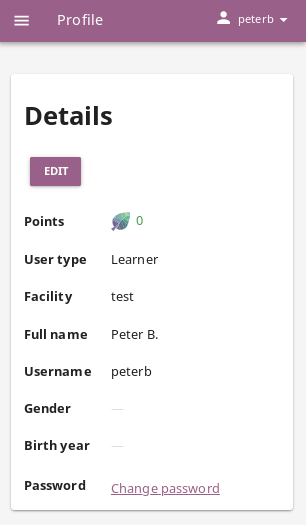 Profile
peterb
Details
EDIT
Points 0
User type Learner
Facility test
Full name Peter B.
Username peterb
Gender —
Birth year —
Password Change password